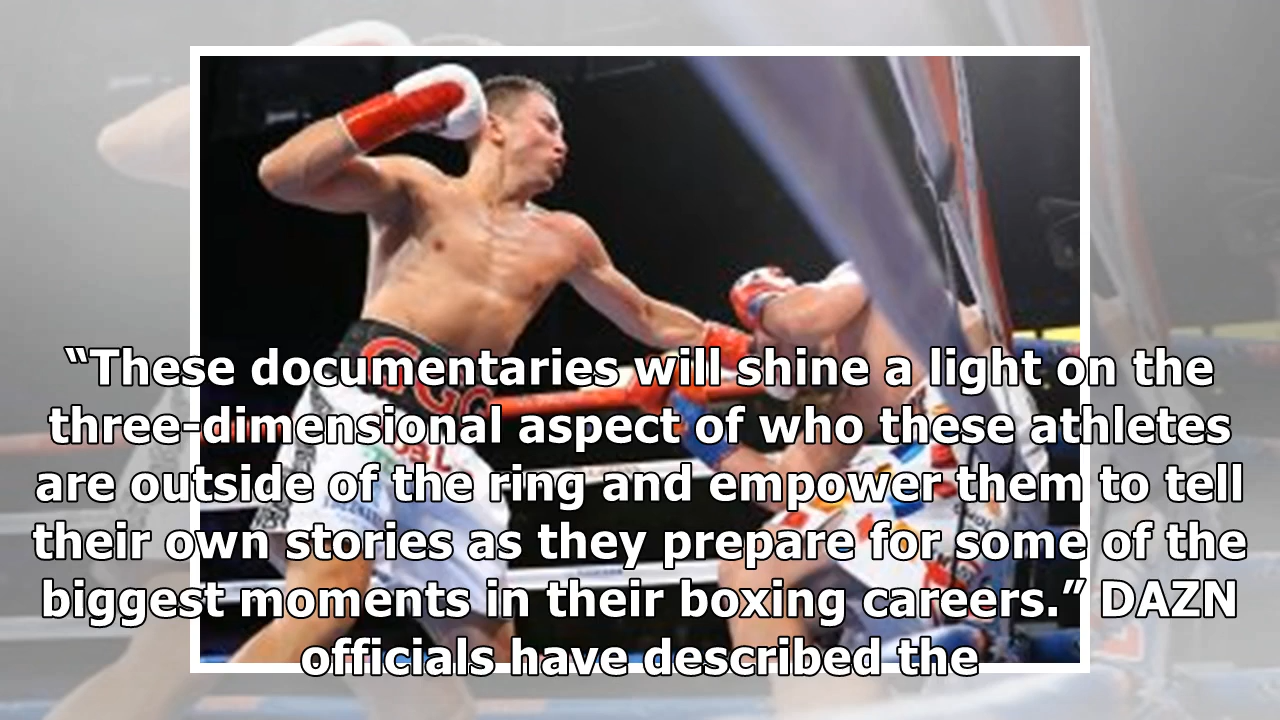 “These documentaries will shine a light on the
three-dimensional aspect of who these athletes
are outside of the ring and empower them to tell
their own stories as they prepare for some of the
biggest moments in their boxing careers.” DAZN
officials have described the
GGG